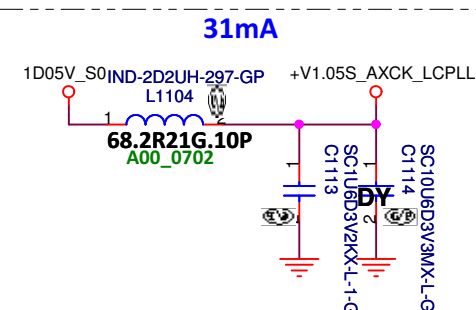 31mA
1D05V_S0
IND-2D2UH-297-GP
+V1.05S_AXCK_LCPLL
L1104
1
2
68.2R21G.10P
A00_0702
1
C1113
SC1U6D3V2KX-L-1-G
1
DY
2
C1114
SC10U6D3V3MX-L-G